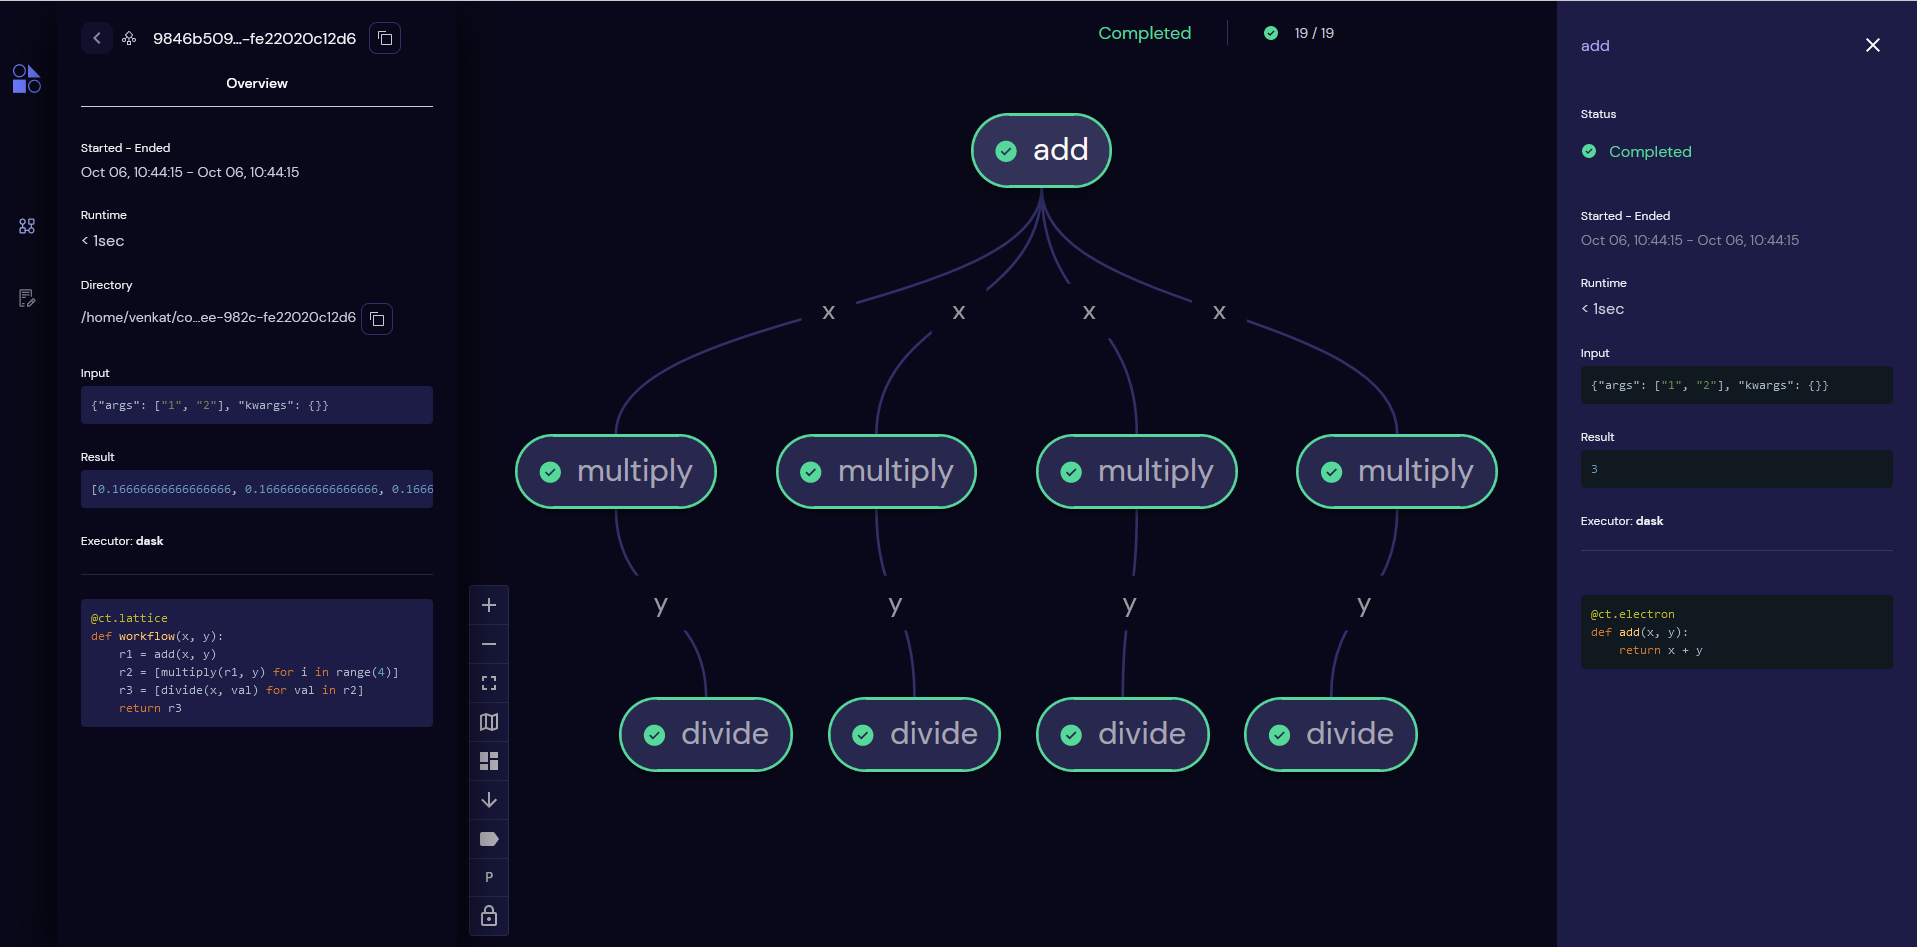 9846b509...-fe22020c12d6
Overview
Started - Ended
Oct 06, 10:44:15 - Oct 06, 10:44:15
Runtime
< 1sec
Directory
/home/venkat/co...ee-982c-fe22020c12d6
Input
{"args": ["1", "2"], "kwargs": {}}
Result
[0.16666666666666666, 0.16666666666666666, 0.1666
Executor: dask
@ct.lattice
def workflow(x, y):
    r1 = add(x, y)
    r2 = [multiply(r1, y) for i in range(4)]
    r3 = [divide(x, val) for val in r2]
    return r3
Completed
19 / 19
add
x x x x
multiply multiply multiply multiply
y y y y
divide divide divide divide
P
add
Status
Completed
Started - Ended
Oct 06, 10:44:15 - Oct 06, 10:44:15
Runtime
< 1sec
Input
{"args": ["1", "2"], "kwargs": {}}
Result
3
Executor: dask
@ct.electron
def add(x, y):
    return x + y